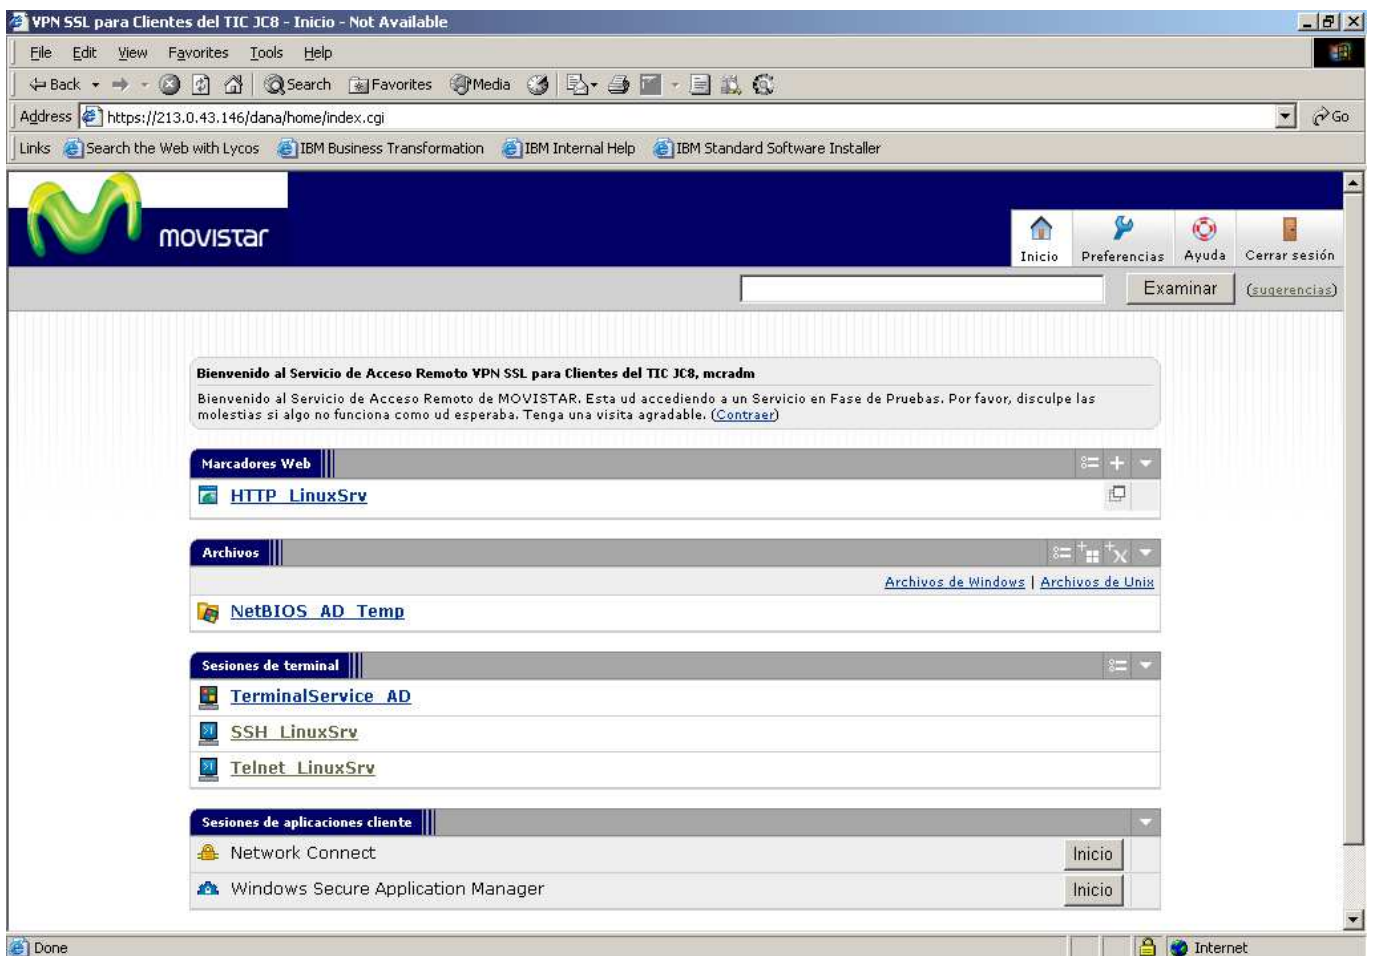 VPN SSL para Clientes del TIC JC8 - Inicio - Not Available
File Edit View Favorites Tools Help
Back Search Favorites Media
Address https://213.0.43.146/dana/home/index.cgi Go
Links Search the Web with Lycos IBM Business Transformation IBM Internal Help IBM Standard Software Installer
movistar
Inicio Preferencias Ayuda Cerrar sesión
Examinar (sugerencias)
Bienvenido al Servicio de Acceso Remoto VPN SSL para Clientes del TIC JC8, mcradm
Bienvenido al Servicio de Acceso Remoto de MOVISTAR. Esta ud accediendo a un Servicio en Fase de Pruebas. Por favor, disculpe las
molestias si algo no funciona como ud esperaba. Tenga una visita agradable. (Contraer)
Marcadores Web
HTTP_LinuxSrv
Archivos
Archivos de Windows | Archivos de Unix
NetBIOS_AD_Temp
Sesiones de terminal
TerminalService_AD
SSH_LinuxSrv
Telnet_LinuxSrv
Sesiones de aplicaciones cliente
Network Connect Inicio
Windows Secure Application Manager Inicio
Done Internet